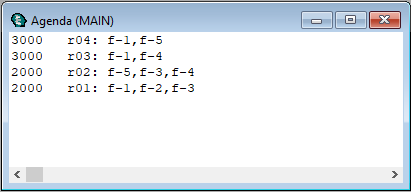 Agenda (MAIN)
3000 r04: f-1,f-5
3000 r03: f-1,f-4
2000 r02: f-5,f-3,f-4
2000 r01: f-1,f-2,f-3